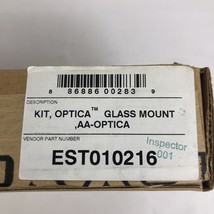 8 86886 00283 9
DESCRIPTION
KIT, OPTICA™ GLASS MOUNT
,AA-OPTICA
VENDOR PART NUMBER
Inspector
001
EST010216